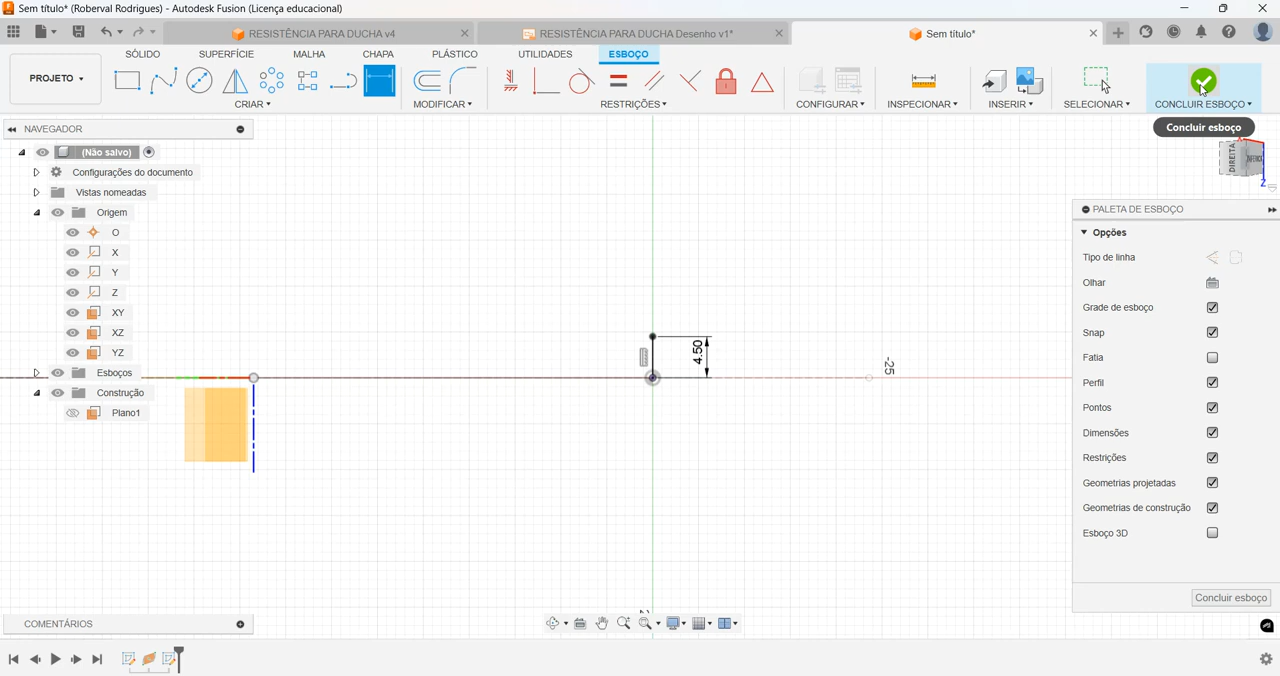 Sem título* (Roberval Rodrigues) - Autodesk Fusion (Licença educacional)
RESISTÊNCIA PARA DUCHA v4
RESISTÊNCIA PARA DUCHA Desenho v1*
Sem título*
SÓLIDO SUPERFÍCIE MALHA CHAPA PLÁSTICO UTILIDADES ESBOÇO
PROJETO
CRIAR MODIFICAR RESTRIÇÕES CONFIGURAR INSPECIONAR INSERIR SELECIONAR CONCLUIR ESBOÇO
Concluir esboço
NAVEGADOR
(Não salvo)
Configurações do documento
Vistas nomeadas
Origem
O
X
Y
Z
XY
XZ
YZ
Esboços
Construção
Plano1
DIREITA
Z
4.50
-25
PALETA DE ESBOÇO
Opções
Tipo de linha
Olhar
Grade de esboço
Snap
Fatia
Perfil
Pontos
Dimensões
Restrições
Geometrias projetadas
Geometrias de construção
Esboço 3D
Concluir esboço
COMENTÁRIOS